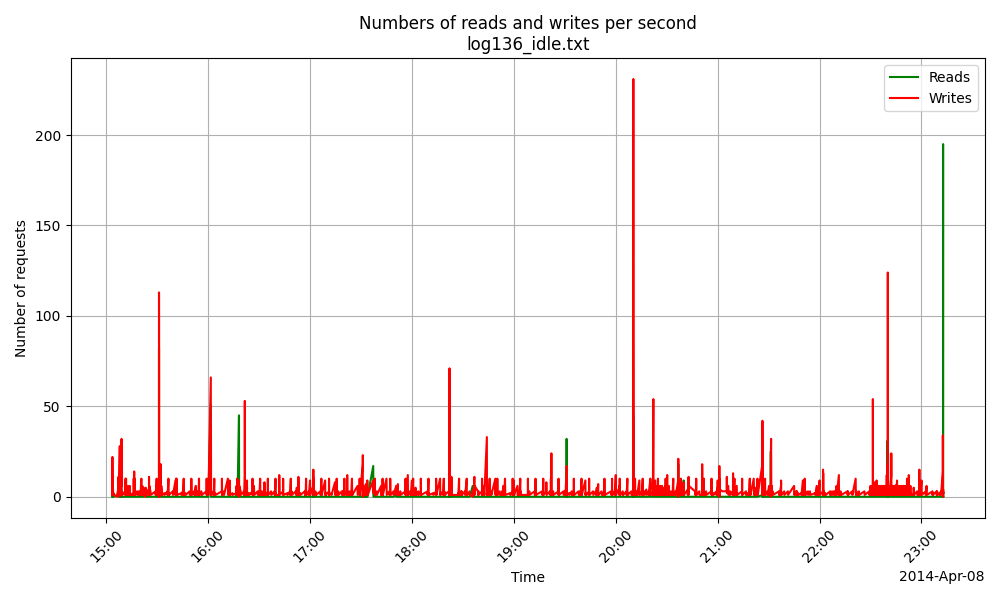 Numbers of reads and writes per second
log136_idle.txt
Reads
Writes
Number of requests
200
150
100
50
0
15:00
16:00
17:00
18:00
19:00
20:00
21:00
22:00
23:00
Time
2014-Apr-08